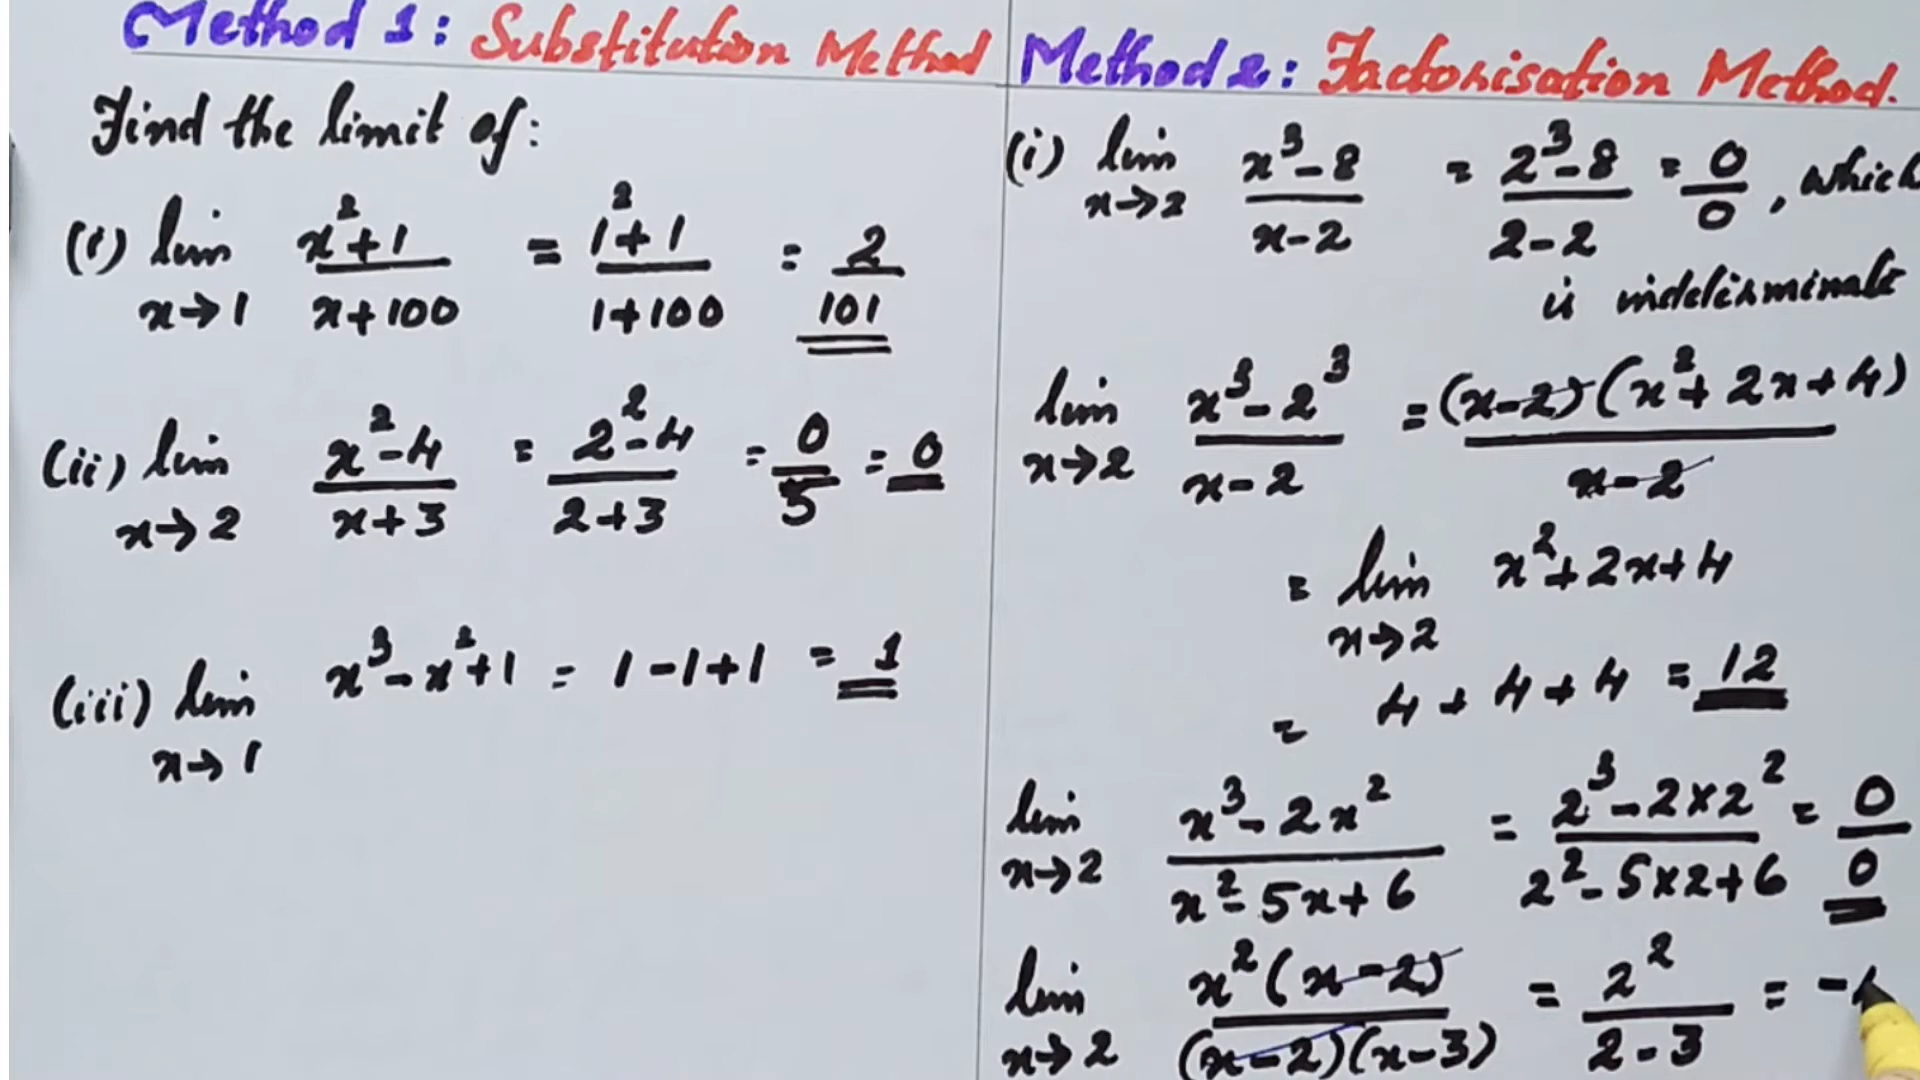 Method 1: Substitution Method
Find the limit of:
(i) lim x→1 (x²+1)/(x+100) = (1²+1)/(1+100) = 2/101
(ii) lim x→2 (x²-4)/(x+3) = (2²-4)/(2+3) = 0/5 = 0
(iii) lim x→1 x³-x²+1 = 1-1+1 = 1
Method 2: Factorisation Method.
(i) lim x→2 (x³-8)/(x-2) = (2³-8)/(2-2) = 0/0, which
is indeterminate
lim x→2 (x³-2³)/(x-2) = (x-2)(x²+2x+4)/(x-2)
= lim x→2 x²+2x+4
= 4+4+4 = 12
lim x→2 (x³-2x²)/(x²-5x+6) = (2³-2×2²)/(2²-5×2+6) = 0/0
lim x→2 x²(x-2)/(x-2)(x-3) = 2²/(2-3) = -